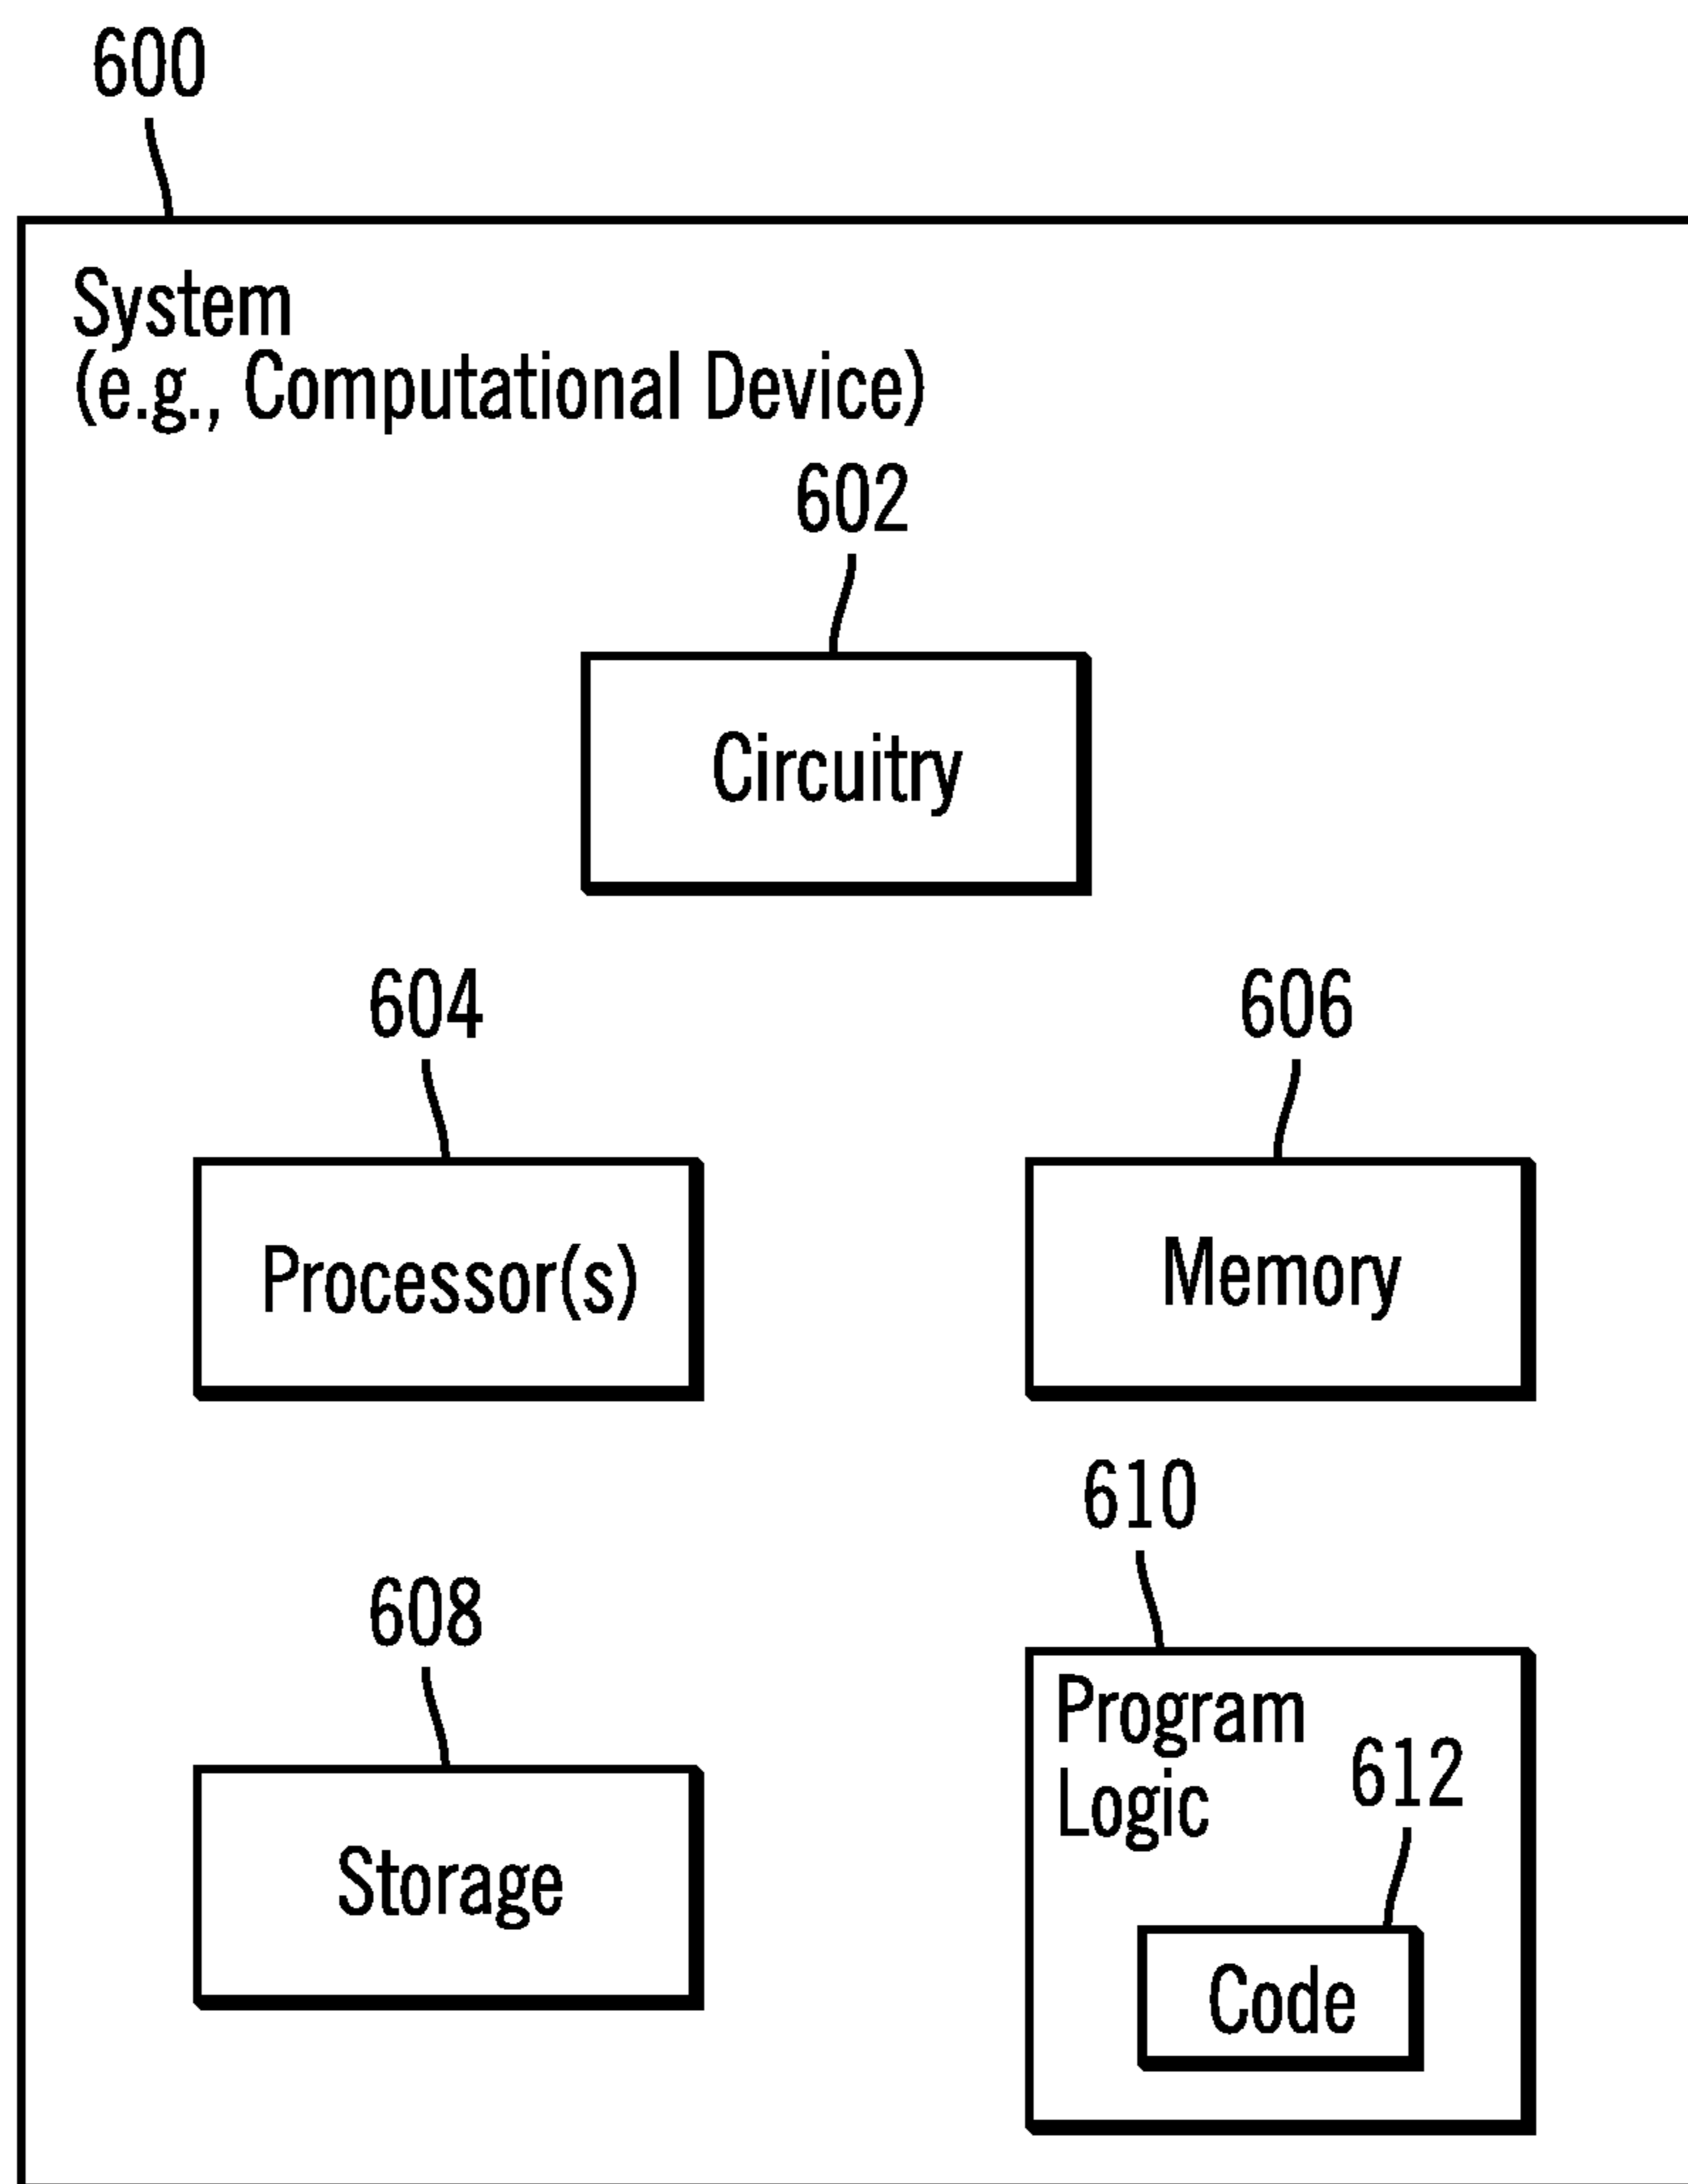 600
System
(e.g., Computational Device)
602
Circuitry
604
606
Processor(s)
Memory
610
608
Program
Logic
612
Storage
Code